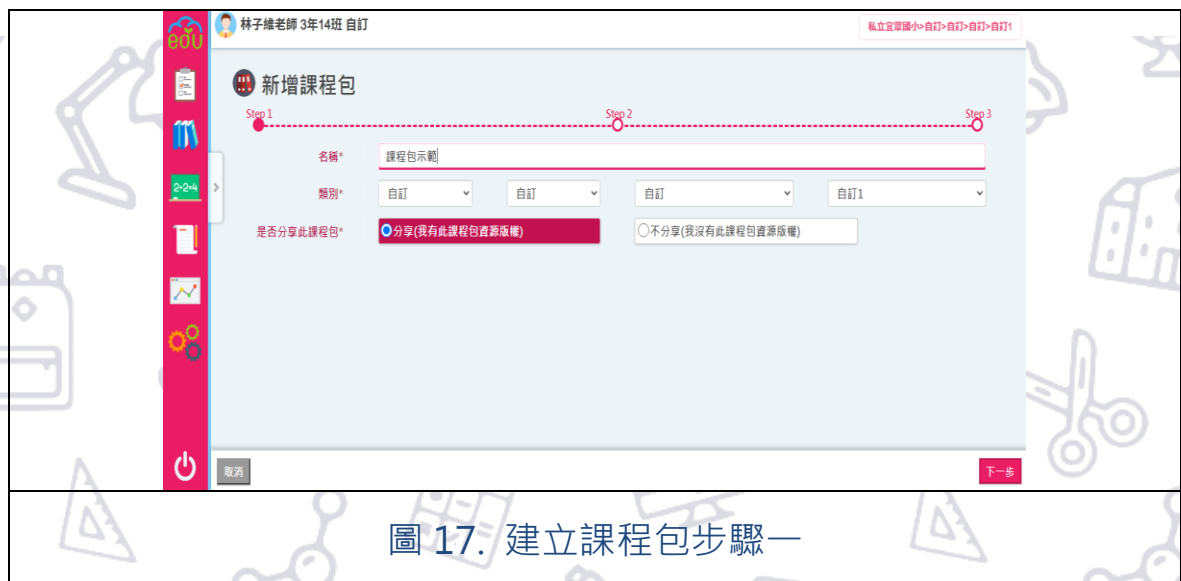 edu
林子維老師 3年14班 自訂
私立宜眾國小>自訂>自訂>自訂>自訂1
新增課程包
Step 1
Step 2
Step 3
名稱*
課程包示範
類別*
自訂
自訂
自訂
自訂1
是否分享此課程包*
分享(我有此課程包資源版權)
不分享(我沒有此課程包資源版權)
2+2=4
取消
下一步
圖 17. 建立課程包步驟一